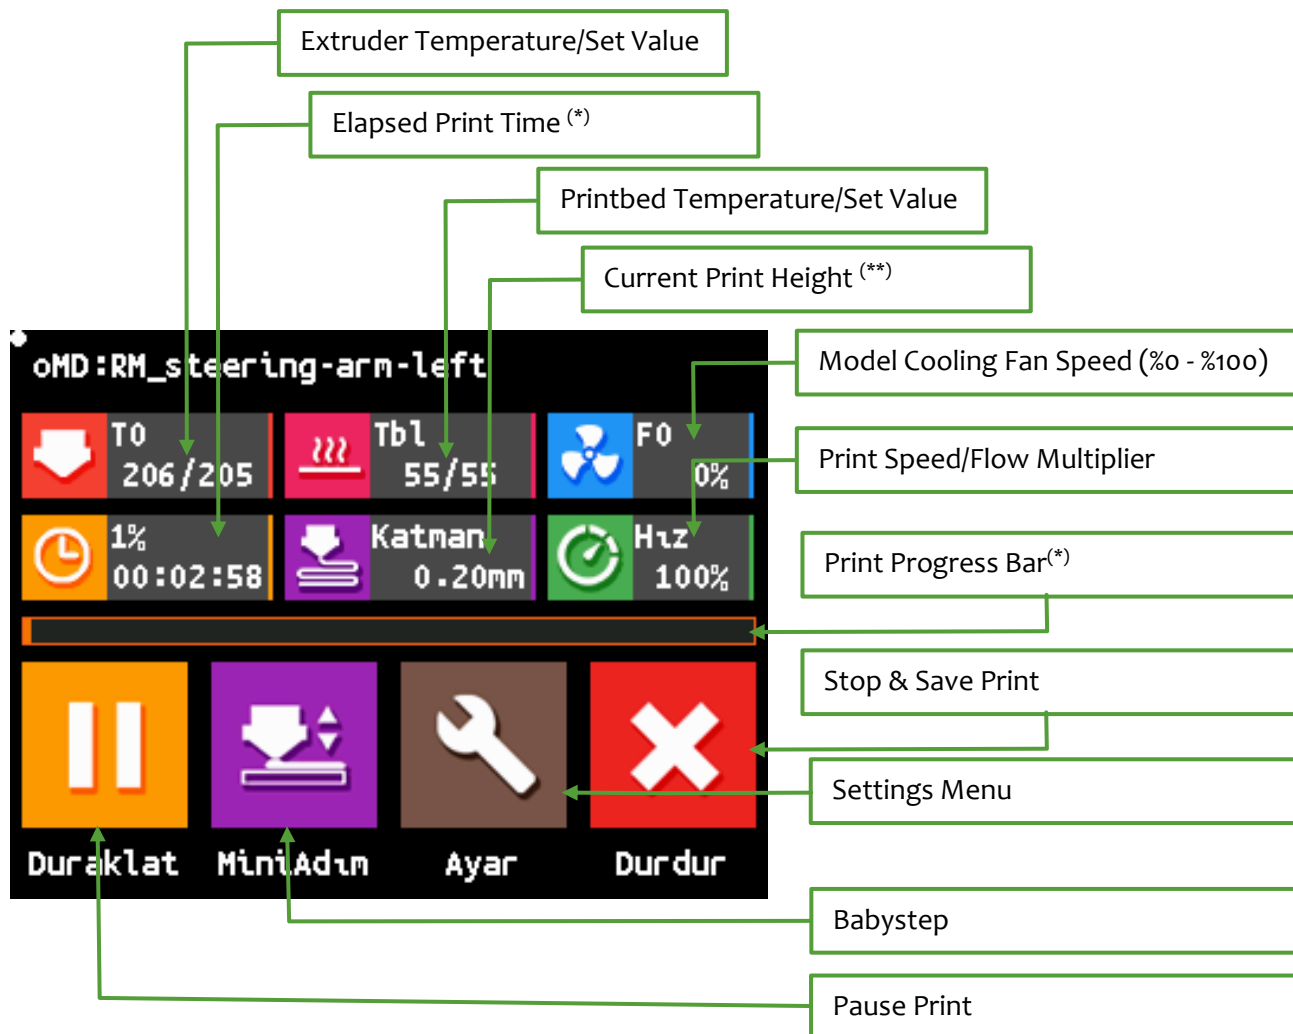 Extruder Temperature/Set Value
Elapsed Print Time (*)
Printbed Temperature/Set Value
Current Print Height (**)
oMD:RM_steering-arm-left
Model Cooling Fan Speed (%0 - %100)
T0
206/205
Tbl
55/55
F0
0%
Print Speed/Flow Multiplier
1%
00:02:58
Katman
0.20mm
Hız
100%
Print Progress Bar(*)
Stop & Save Print
Settings Menu
Duraklat
MiniAdım
Ayar
Durdur
Babystep
Pause Print